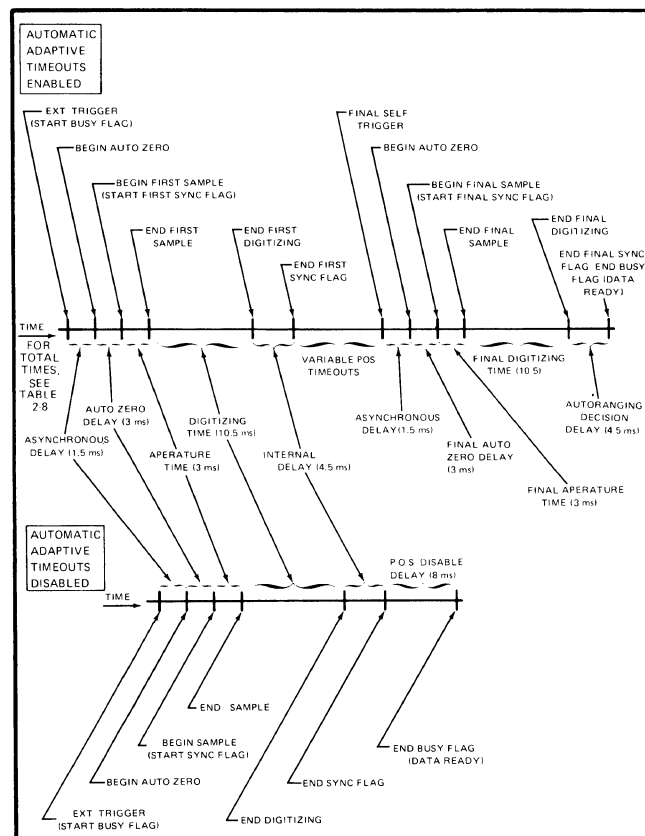 AUTOMATIC
ADAPTIVE
TIMEOUTS
ENABLED
EXT TRIGGER
(START BUSY FLAG)
BEGIN AUTO ZERO
BEGIN FIRST SAMPLE
(START FIRST SYNC FLAG)
END FIRST
SAMPLE
END FIRST
DIGITIZING
END FIRST
SYNC FLAG
FINAL SELF
TRIGGER
BEGIN AUTO ZERO
BEGIN FINAL SAMPLE
(START FINAL SYNC FLAG)
END FINAL
SAMPLE
END FINAL
DIGITIZING
END FINAL SYNC
FLAG END BUSY
FLAG (DATA
READY)
TIME
FOR
TOTAL
TIMES,
SEE
TABLE
2-8
ASYNCHRONOUS
DELAY (1.5 ms)
AUTO ZERO
DELAY (3 ms)
APERATURE
TIME (3 ms)
DIGITIZING
TIME (10.5 ms)
INTERNAL
DELAY (4.5 ms)
VARIABLE POS
TIMEOUTS
ASYNCHRONOUS
DELAY (1.5 ms)
FINAL AUTO
ZERO DELAY
(3 ms)
FINAL DIGITIZING
TIME (10 5)
FINAL APERATURE
TIME (3 ms)
AUTORANGING
DECISION
DELAY (4 5 ms)
AUTOMATIC
ADAPTIVE
TIMEOUTS
DISABLED
P.O.S DISABLE
DELAY (8 ms)
TIME
END SAMPLE
BEGIN SAMPLE
(START SYNC FLAG)
BEGIN AUTO ZERO
EXT TRIGGER
(START BUSY FLAG)
END DIGITIZING
END SYNC FLAG
END BUSY FLAG
(DATA READY)